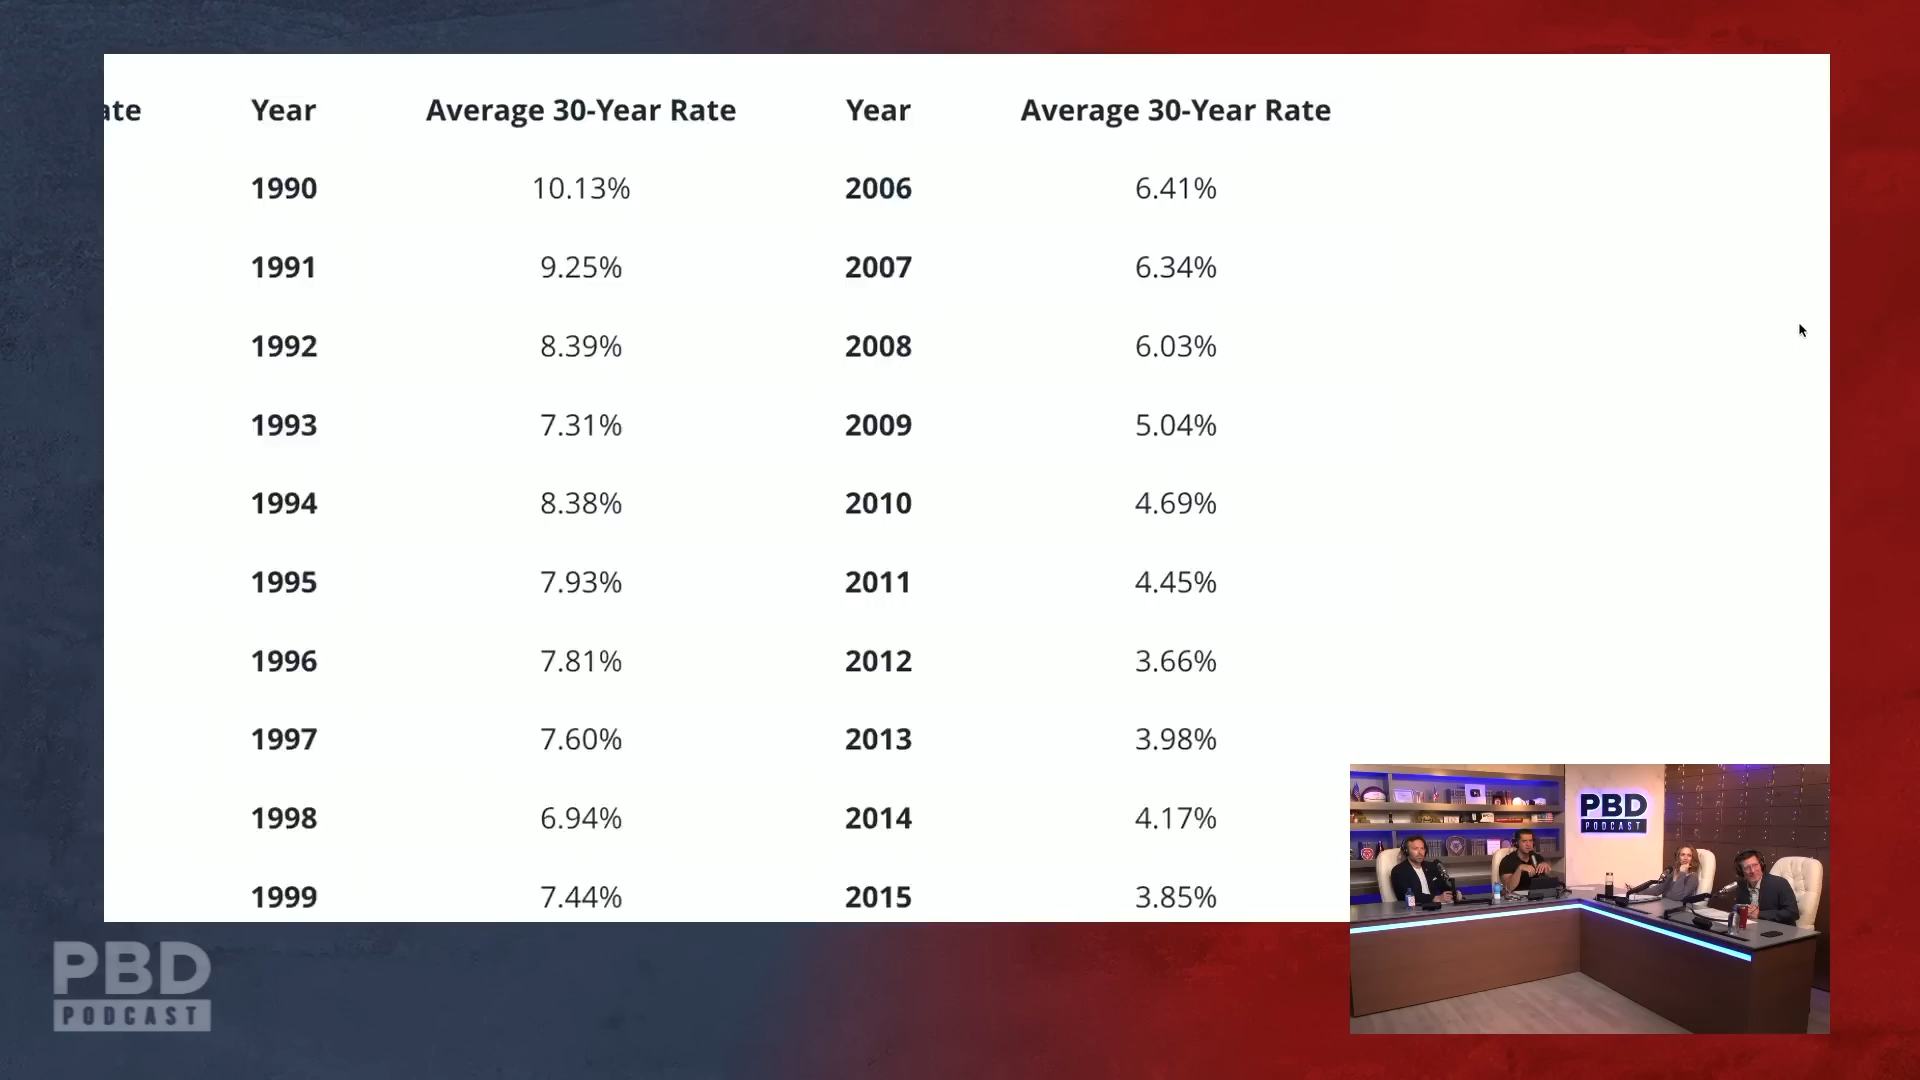 ate Year Average 30-Year Rate Year Average 30-Year Rate
1990 10.13% 2006 6.41%
1991 9.25% 2007 6.34%
1992 8.39% 2008 6.03%
1993 7.31% 2009 5.04%
1994 8.38% 2010 4.69%
1995 7.93% 2011 4.45%
1996 7.81% 2012 3.66%
1997 7.60% 2013 3.98%
1998 6.94% 2014 4.17%
1999 7.44% 2015 3.85%
PBD
PODCAST
PBD
PODCAST